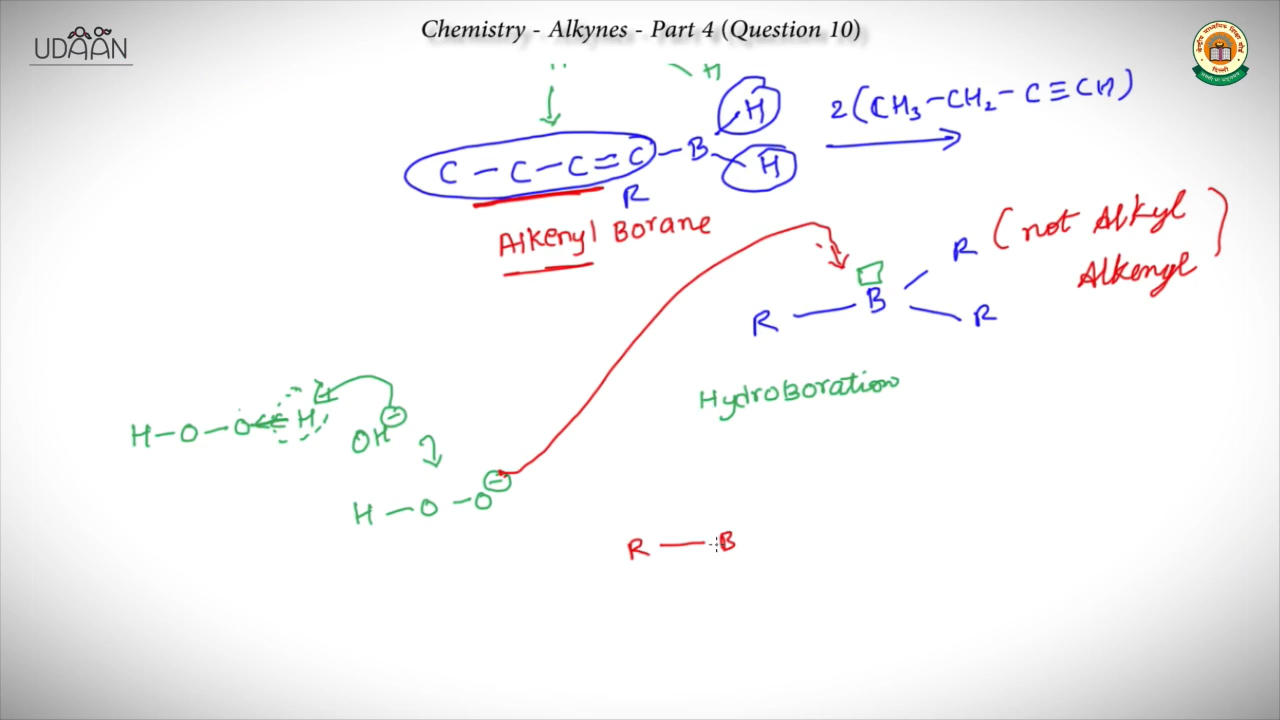 Chemistry - Alkynes - Part 4 (Question 10)
UDAAN
H
C - C - C = C - B
H
H
R
2(CH₃-CH₂-C≡CH)
Alkenyl Borane
R - B
R
R
(not Alkyl
Alkenyl)
Hydroboration
H-O-O H
OH⊖
H-O-O⊖
R - B